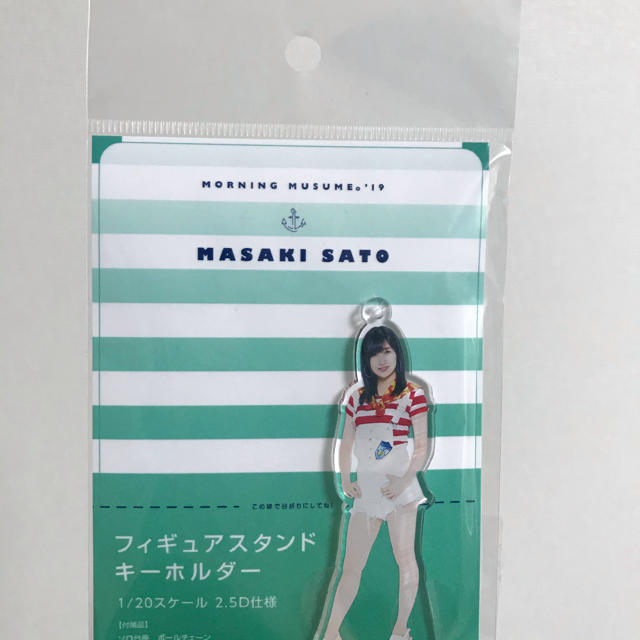 MORNING MUSUME。'19
MASAKI SATO
この線で谷折りにしてね!
フィギュアスタンド
キーホルダー
1/20スケール 2.5D仕様
【付属品】
ソロ台座、ボールチェーン